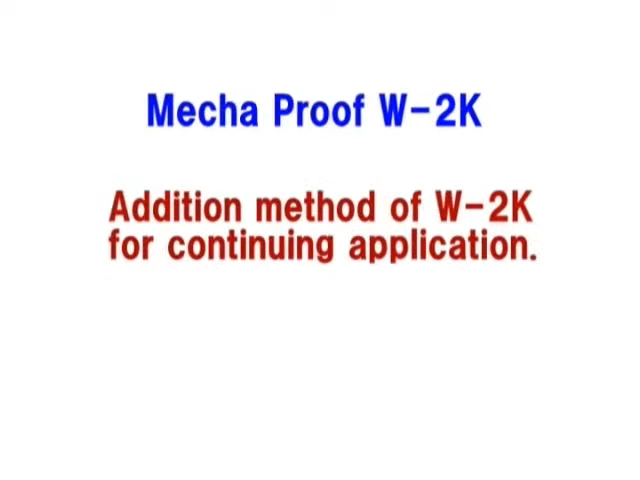 Mecha Proof W-2K
Addition method of W-2K
for continuing application.